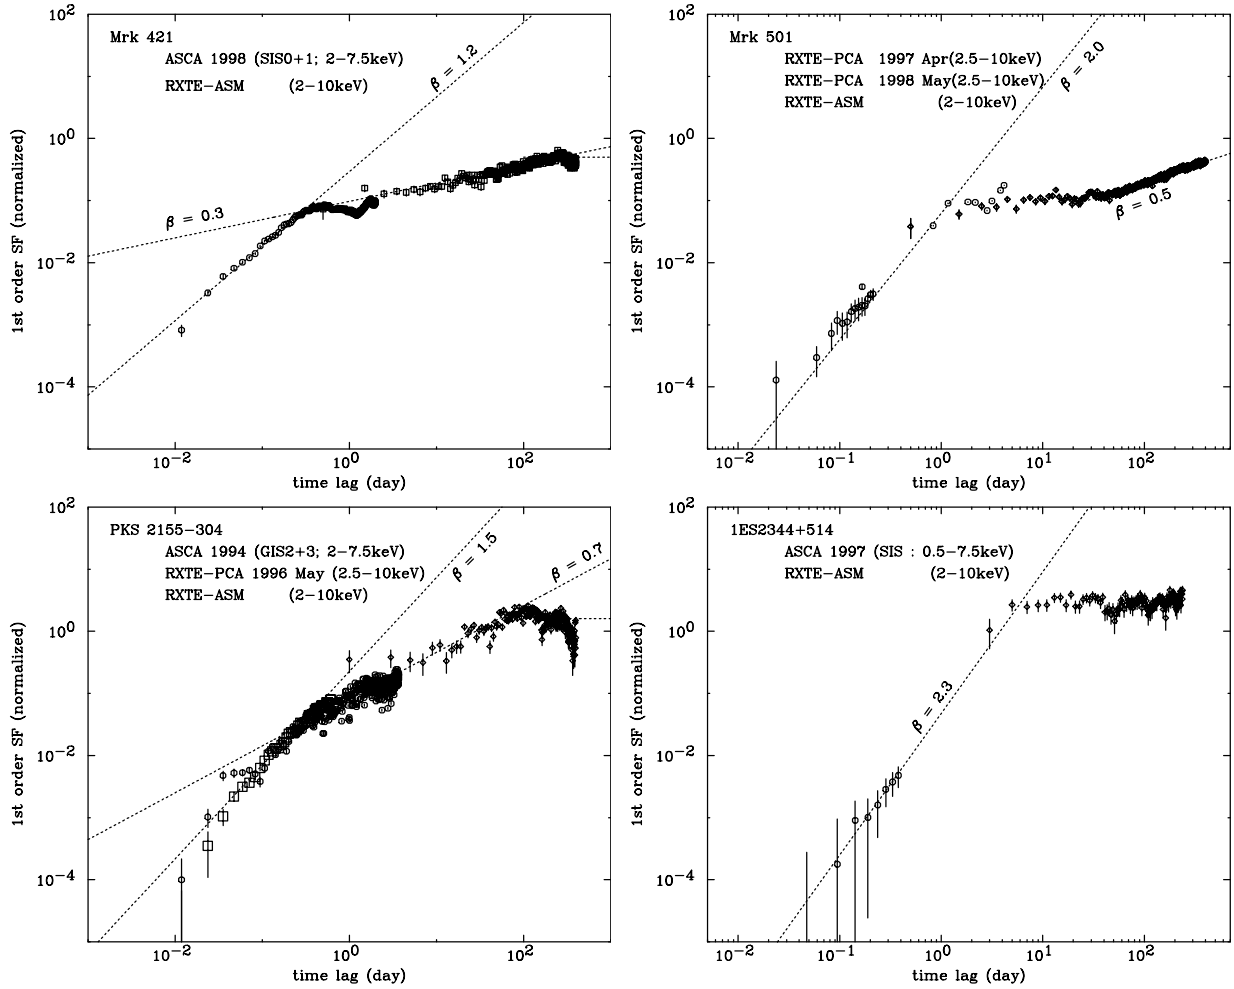 Mrk 421
ASCA 1998 (SIS0+1; 2-7.5keV)
RXTE-ASM (2-10keV)
β = 1.2
β = 0.3
10^2
10^0
10^-2
10^-4
1st order SF (normalized)
10^-2 10^0 10^2
time lag (day)
Mrk 501
RXTE-PCA 1997 Apr(2.5-10keV)
RXTE-PCA 1998 May(2.5-10keV)
RXTE-ASM (2-10keV)
β = 2.0
β = 0.5
10^2
10^0
10^-2
10^-4
1st order SF (normalized)
10^-2 10^-1 10^0 10^1 10^2
time lag (day)
PKS 2155-304
ASCA 1994 (GIS2+3; 2-7.5keV)
RXTE-PCA 1996 May (2.5-10keV)
RXTE-ASM (2-10keV)
β = 1.5
β = 0.7
10^2
10^0
10^-2
10^-4
1st order SF (normalized)
10^-2 10^0 10^2
time lag (day)
1ES2344+514
ASCA 1997 (SIS : 0.5-7.5keV)
RXTE-ASM (2-10keV)
β = 2.3
10^2
10^0
10^-2
10^-4
1st order SF (normalized)
10^-2 10^-1 10^0 10^1 10^2
time lag (day)